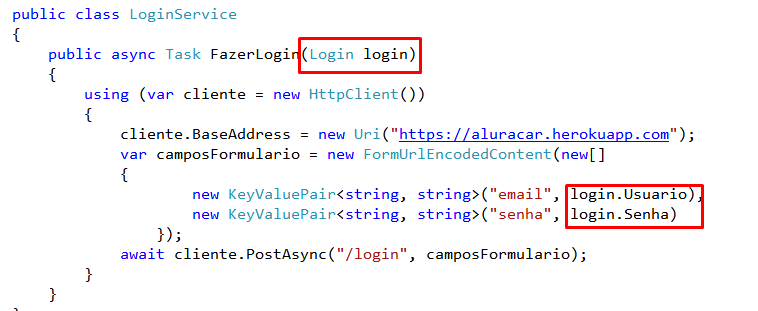 public class LoginService
{
public async Task FazerLogin(Login login)
{
using (var cliente = new HttpClient())
{
cliente.BaseAddress = new Uri("https://aluracar.herokuapp.com");
var camposFormulario = new FormUrlEncodedContent(new[]
{
new KeyValuePair<string, string>("email", login.Usuario),
new KeyValuePair<string, string>("senha", login.Senha)
});
await cliente.PostAsync("/login", camposFormulario);
}
}